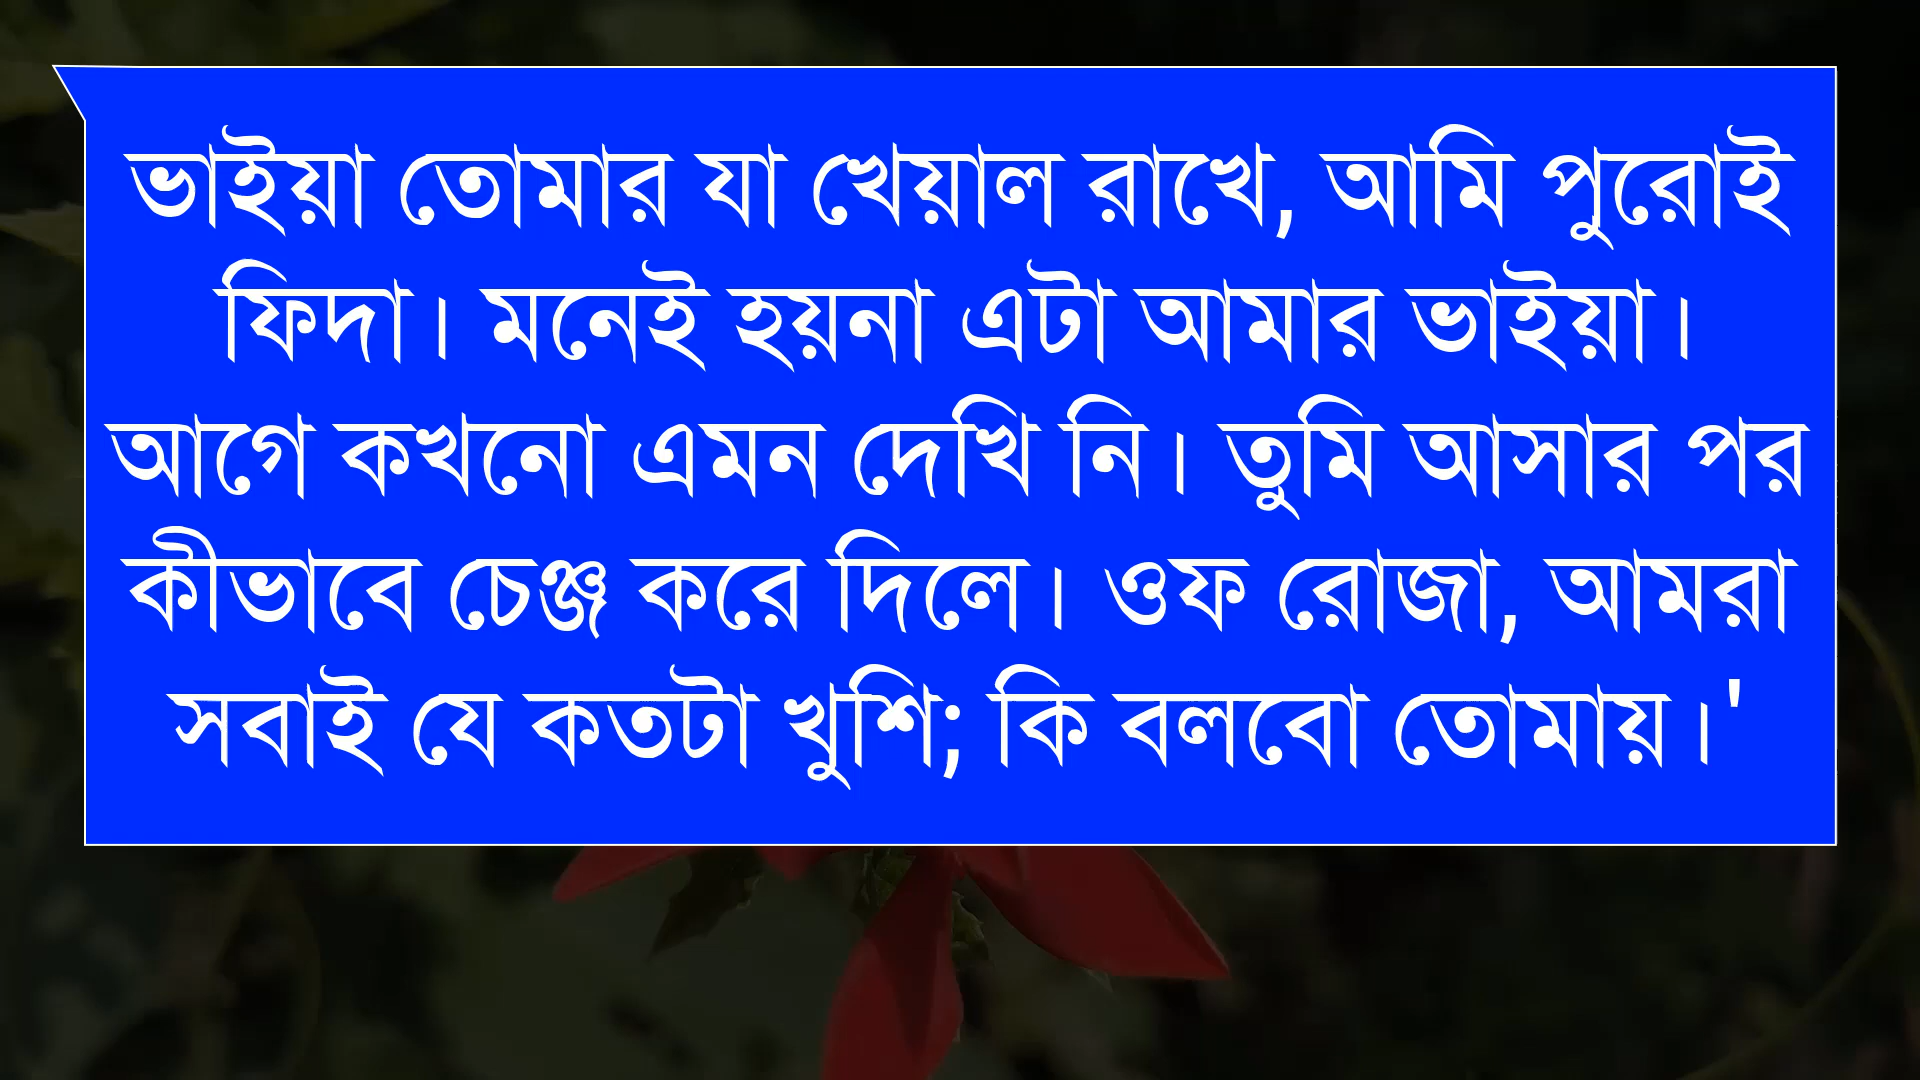 ভাইয়া তোমার যা খেয়াল রাখে, আমি পুরোই
ফিদা। মনেই হয়না এটা আমার ভাইয়া।
আগে কখনো এমন দেখি নি। তুমি আসার পর
কীভাবে চেঞ্জ করে দিলে। ওফ রোজা, আমরা
সবাই যে কতটা খুশি; কি বলবো তোমায়।'